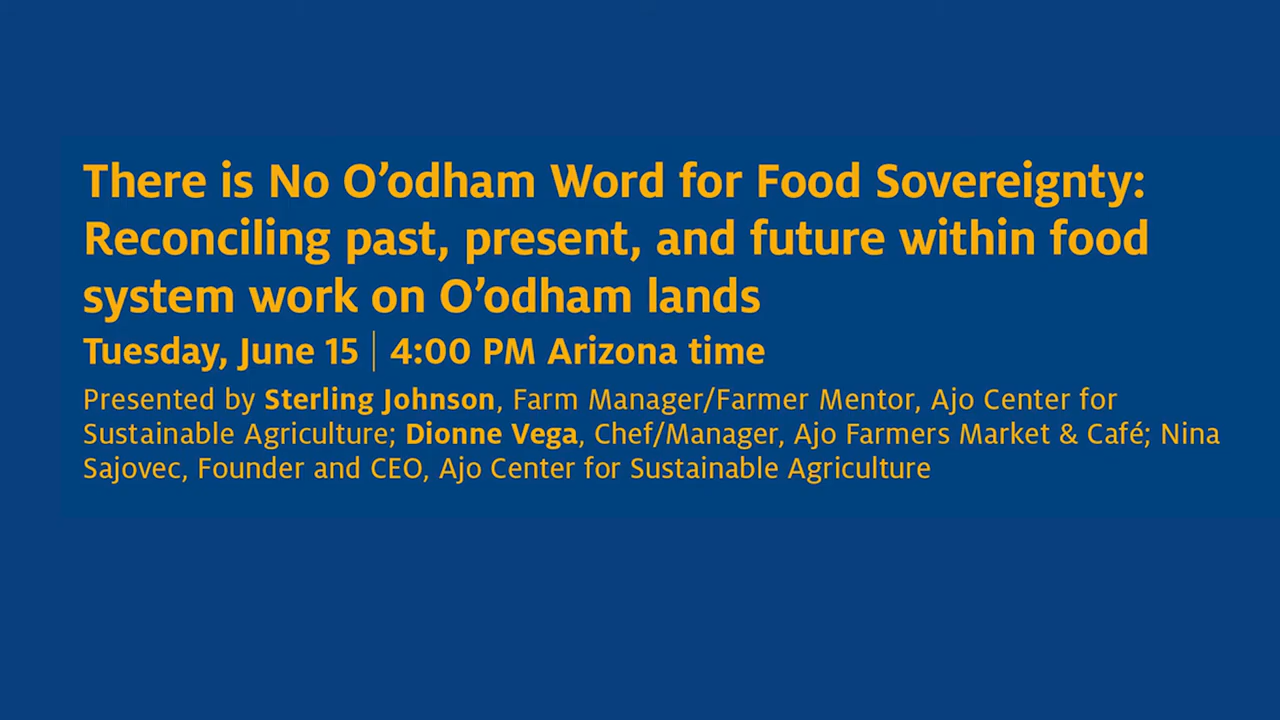 There is No O’odham Word for Food Sovereignty:
Reconciling past, present, and future within food
system work on O’odham lands
Tuesday, June 15 | 4:00 PM Arizona time
Presented by Sterling Johnson, Farm Manager/Farmer Mentor, Ajo Center for
Sustainable Agriculture; Dionne Vega, Chef/Manager, Ajo Farmers Market & Café; Nina
Sajovec, Founder and CEO, Ajo Center for Sustainable Agriculture